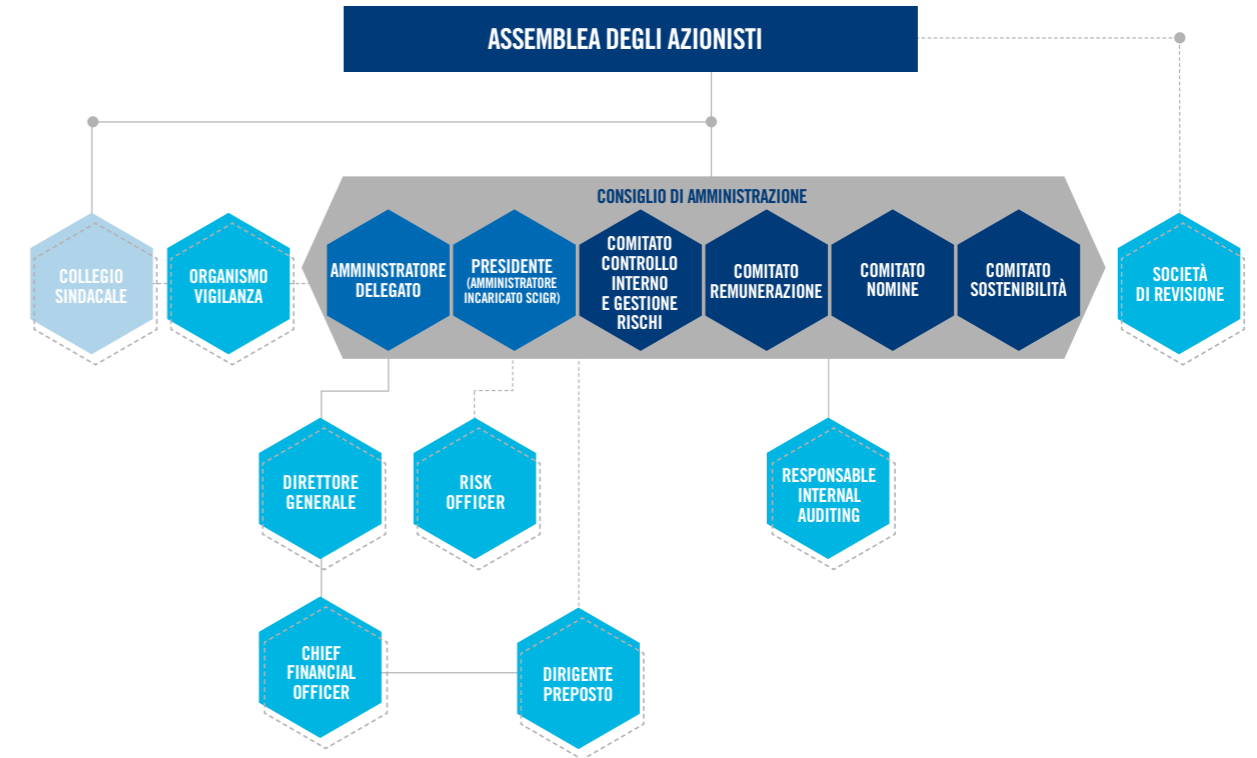 ASSEMBLEA DEGLI AZIONISTI
CONSIGLIO DI AMMINISTRAZIONE
COLLEGIO
SINDACALE
ORGANISMO
VIGILANZA
AMMINISTRATORE
DELEGATO
PRESIDENTE
(AMMINISTRATORE
INCARICATO SCIGR)
COMITATO
CONTROLLO
INTERNO
E GESTIONE
RISCHI
COMITATO
REMUNERAZIONE
COMITATO
NOMINE
COMITATO
SOSTENIBILITÀ
SOCIETÀ
DI REVISIONE
DIRETTORE
GENERALE
RISK
OFFICER
RESPONSABLE
INTERNAL
AUDITING
CHIEF
FINANCIAL
OFFICER
DIRIGENTE
PREPOSTO